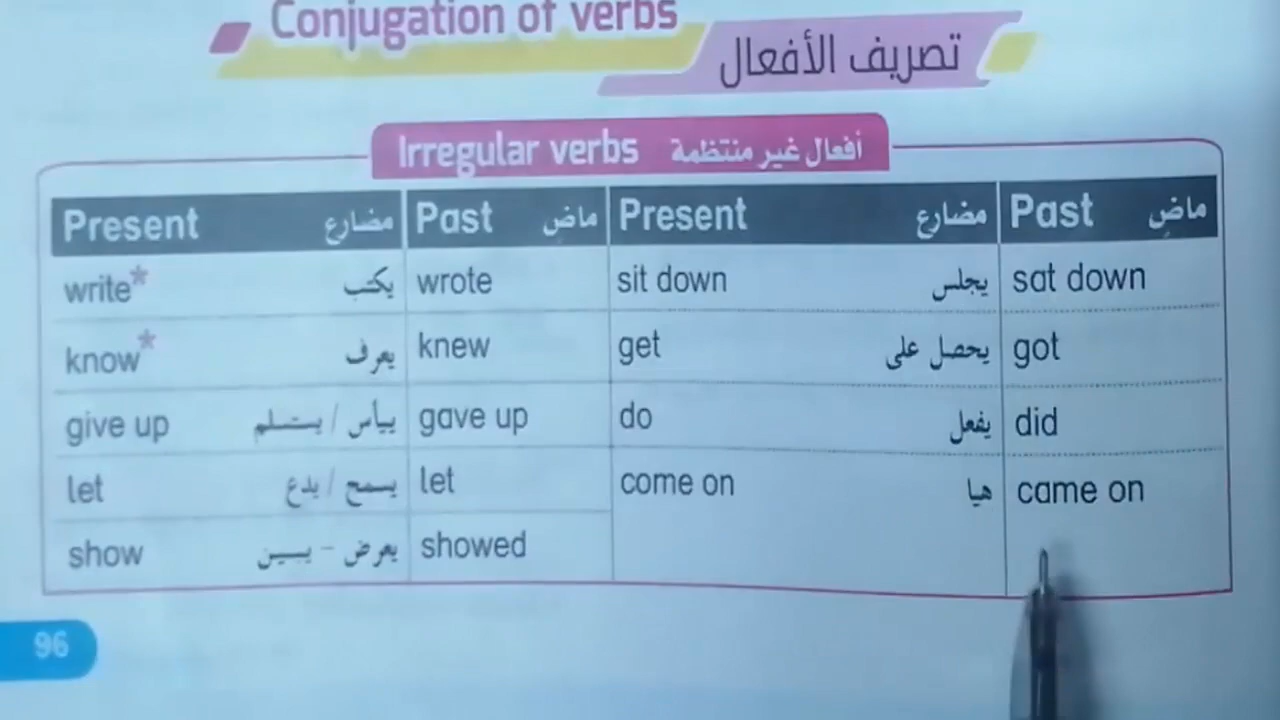 Conjugation of verbs
تصريف الأفعال
Irregular verbs أفعال غير منتظمة
Present مضارع Past ماضٍ Present مضارع Past ماضٍ
write* يكتب wrote sit down يجلس sat down
know* يعرف knew get يحصل على got
give up ييأس / يستسلم gave up do يفعل did
let يسمح / يدع let come on هيا came on
show يعرض - يبين showed
96